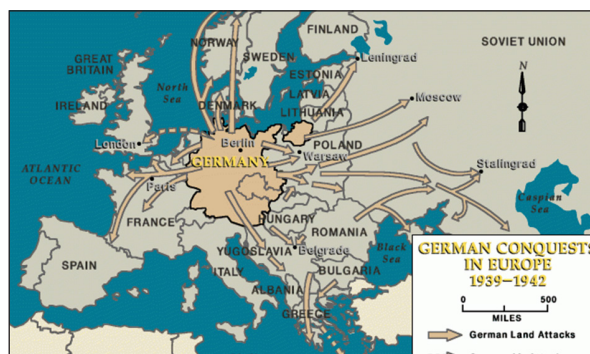 FINLAND
NORWAY
SWEDEN
SOVIET UNION
GREAT
BRITAIN
North
Sea
ESTONIA
Leningrad
LATVIA
IRELAND
DENMARK
LITHUANIA
Moscow
N
London
Berlin
POLAND
GERMANY
Warsaw
Stalingrad
ATLANTIC
OCEAN
Paris
Caspian
Sea
FRANCE
HUNGARY
ROMANIA
YUGOSLAVIA
Belgrade
Black
Sea
SPAIN
ITALY
BULGARIA
ALBANIA
GREECE
GERMAN CONQUESTS
IN EUROPE
1939–1942
0 500
MILES
German Land Attacks